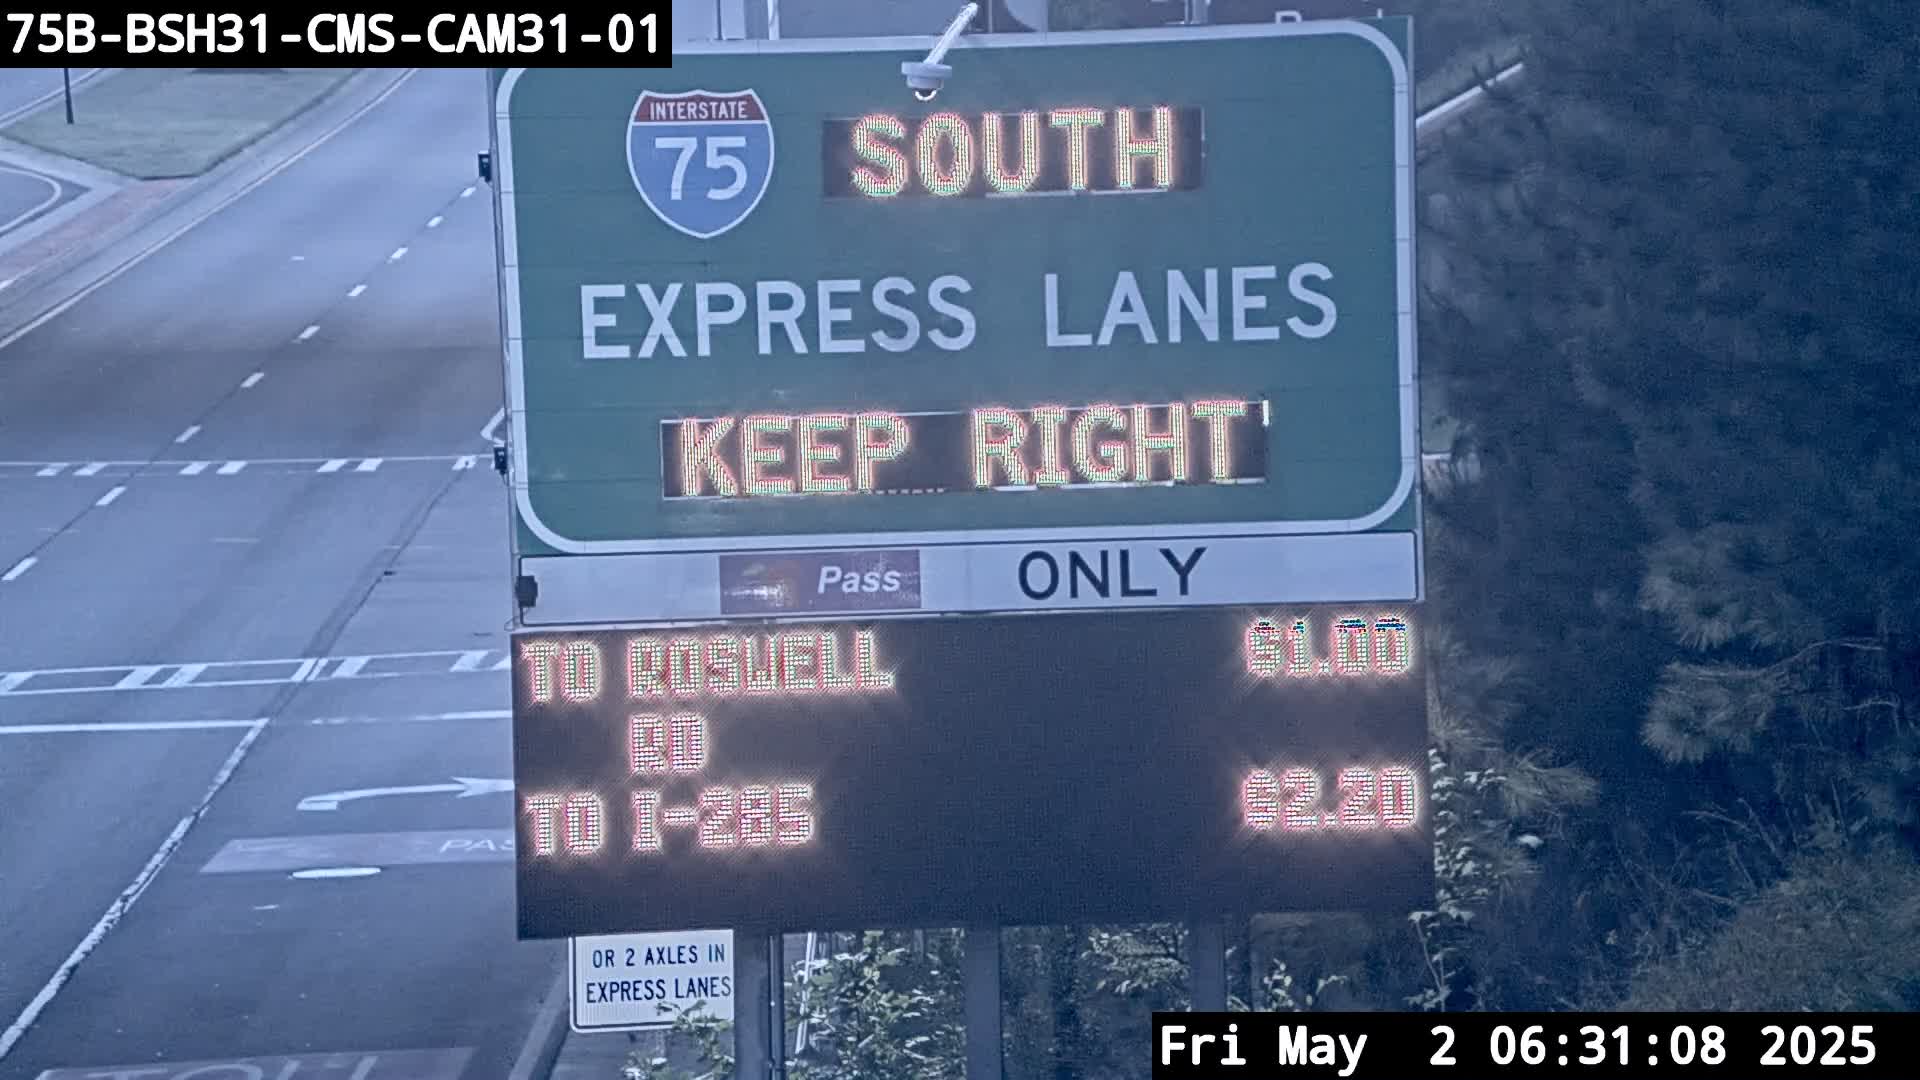 75B-BSH31-CMS-CAM31-01
INTERSTATE
75
SOUTH
EXPRESS LANES
KEEP RIGHT
Pass ONLY
TO ROSWELL $1.00
RD
TO I-285 $2.20
PAS
OR 2 AXLES IN
EXPRESS LANES
Fri May 2 06:31:08 2025